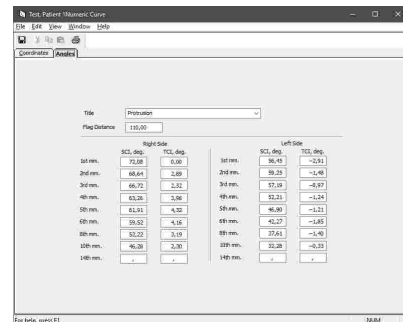 Test, Patient 1Numeric Curve
File Edit View Window Help
Coordinates Angles
Title Protrusion
Flag Distance 110,00
Right Side Left Side
SCI, deg. TCI, deg. SCI, deg. TCI, deg.
1st mm. 72,08 0,00 1st mm. 56,45 -2,91
2nd mm. 68,64 2,89 2nd mm. 59,25 -1,48
3rd mm. 66,72 2,32 3rd mm. 57,19 -0,97
4th mm. 63,26 3,96 4th mm. 52,21 -1,24
5th mm. 61,91 4,32 5th mm. 46,90 -1,21
6th mm. 59,52 4,16 6th mm. 42,27 -1,85
8th mm. 52,22 3,19 8th mm. 37,61 -1,40
10th mm. 46,28 2,30 10th mm. 32,28 -0,33
14th mm. , , 14th mm. , ,
For help, press F1 NUM